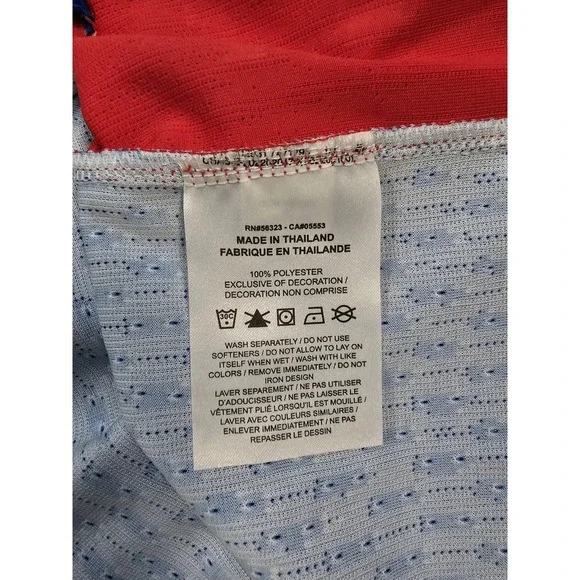 RN#56323 - CA#05553
MADE IN THAILAND
FABRIQUE EN THAILANDE
100% POLYESTER
EXCLUSIVE OF DECORATION /
DECORATION NON COMPRISE
30C
WASH SEPARATELY / DO NOT USE
SOFTENERS / DO NOT ALLOW TO LAY ON
ITSELF WHEN WET / WASH WITH LIKE
COLORS / REMOVE IMMEDIATELY / DO NOT
IRON DESIGN
LAVER SEPAREMENT / NE PAS UTILISER
D'ADOUCISSEUR / NE PAS LAISSER LE
VÊTEMENT PLIÉ LORSQU'IL EST MOUILLÉ /
LAVER AVEC COULEURS SIMILAIRES /
ENLEVER IMMEDIATEMENT / NE PAS
REPASSER LE DESSIN